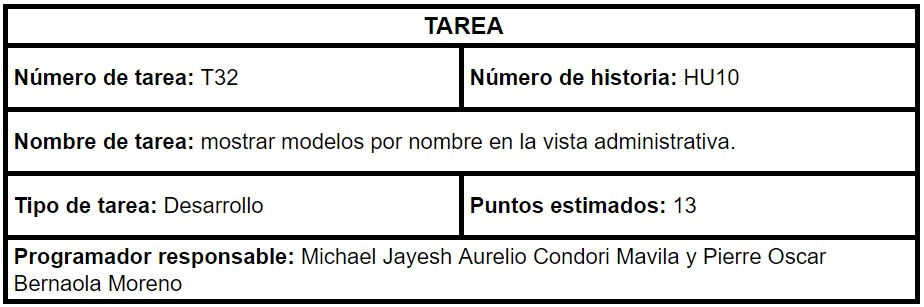 TAREA
Número de tarea: T32
Número de historia: HU10
Nombre de tarea: mostrar modelos por nombre en la vista administrativa.
Tipo de tarea: Desarrollo
Puntos estimados: 13
Programador responsable: Michael Jayesh Aurelio Condori Mavila y Pierre Oscar
Bernaola Moreno